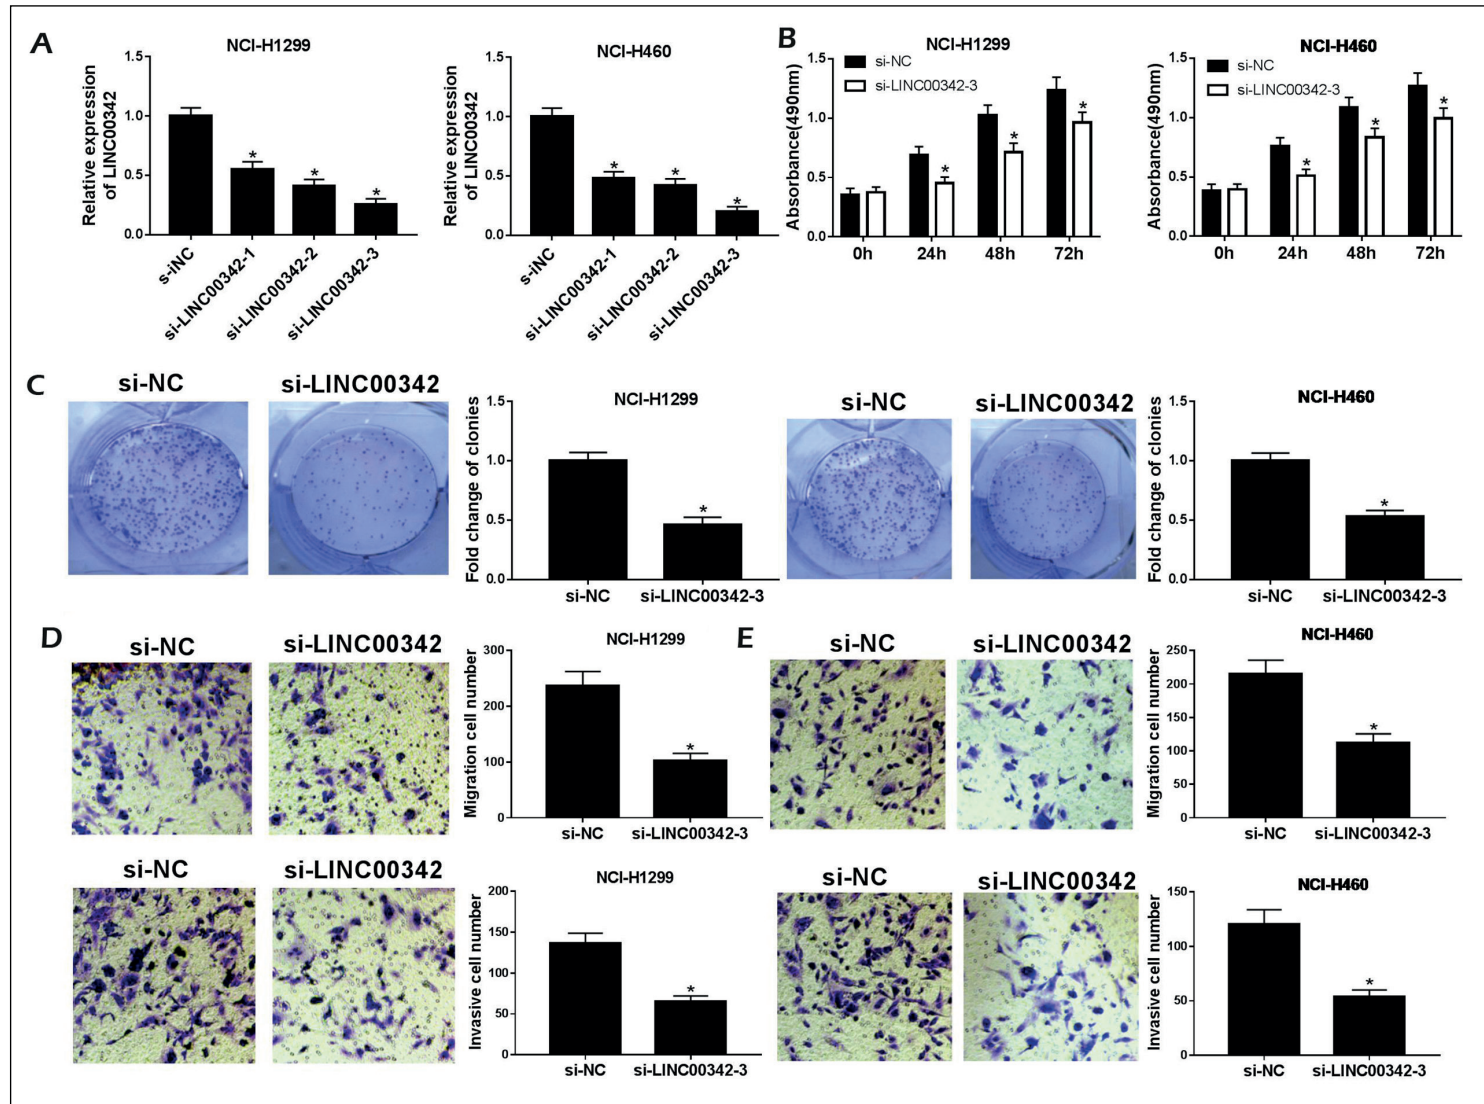 A
NCI-H1299
Relative expression
of LINC00342
1.5
1.0
0.5
0.0
*
*
*
s-iNC
si-LINC00342-1
si-LINC00342-2
si-LINC00342-3
NCI-H460
Relative expression
of LINC00342
1.5
1.0
0.5
0.0
*
*
*
si-NC
si-LINC00342-1
si-LINC00342-2
si-LINC00342-3
B
NCI-H1299
si-NC
si-LINC00342-3
Absorbance(490nm)
1.5
1.0
0.5
0.0
*
*
*
0h
24h
48h
72h
NCI-H460
si-NC
si-LINC00342-3
Absorbance(490nm)
1.5
1.0
0.5
0.0
*
*
*
0h
24h
48h
72h
C
si-NC
si-LINC00342
NCI-H1299
Fold change of clonies
1.5
1.0
0.5
0.0
*
si-NC
si-LINC00342-3
si-NC
si-LINC00342
NCI-H460
Fold change of clonies
1.5
1.0
0.5
0.0
*
si-NC
si-LINC00342-3
D
si-NC
si-LINC00342
NCI-H1299
Migration cell number
300
200
100
0
*
si-NC
si-LINC00342-3
si-NC
si-LINC00342
NCI-H1299
Invasive cell number
200
150
100
50
0
*
si-NC
si-LINC00342-3
E
si-NC
si-LINC00342
NCI-H460
Migration cell number
250
200
150
100
50
0
*
si-NC
si-LINC00342-3
si-NC
si-LINC00342
NCI-H460
Invasive cell number
150
100
50
0
*
si-NC
si-LINC00342-3